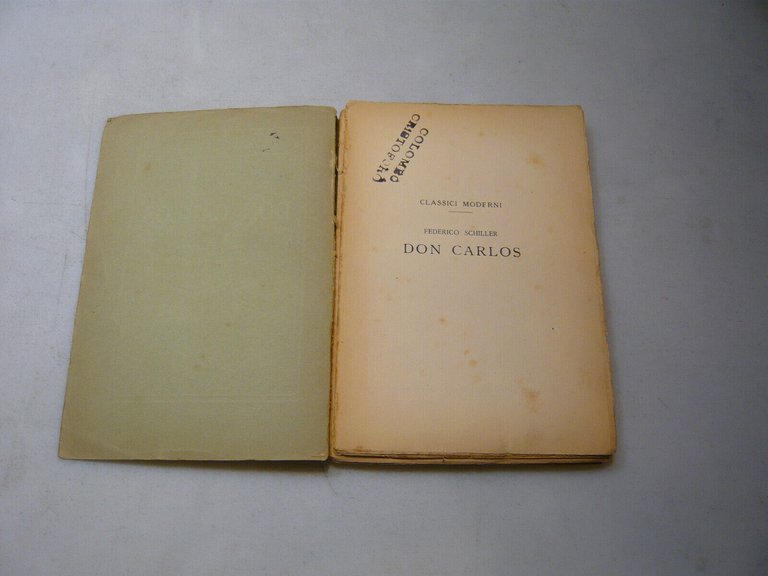 COLOMBO
CRISTOFORO
CLASSICI MODERNI
FEDERICO SCHILLER
DON CARLOS